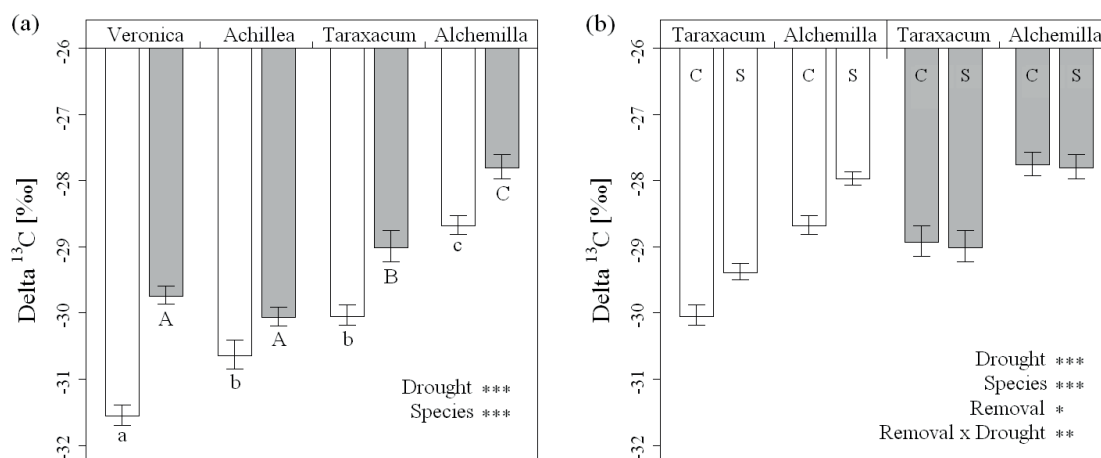 (a)
Veronica Achillea Taraxacum Alchemilla
-26
-27
-28
-29
-30
-31
-32
Delta ¹³C [‰]
a A b A b B c C
Drought ***
Species ***
(b)
Taraxacum Alchemilla Taraxacum Alchemilla
-26
-27
-28
-29
-30
-31
-32
Delta ¹³C [‰]
C S C S C S C S
Drought ***
Species ***
Removal *
Removal x Drought **